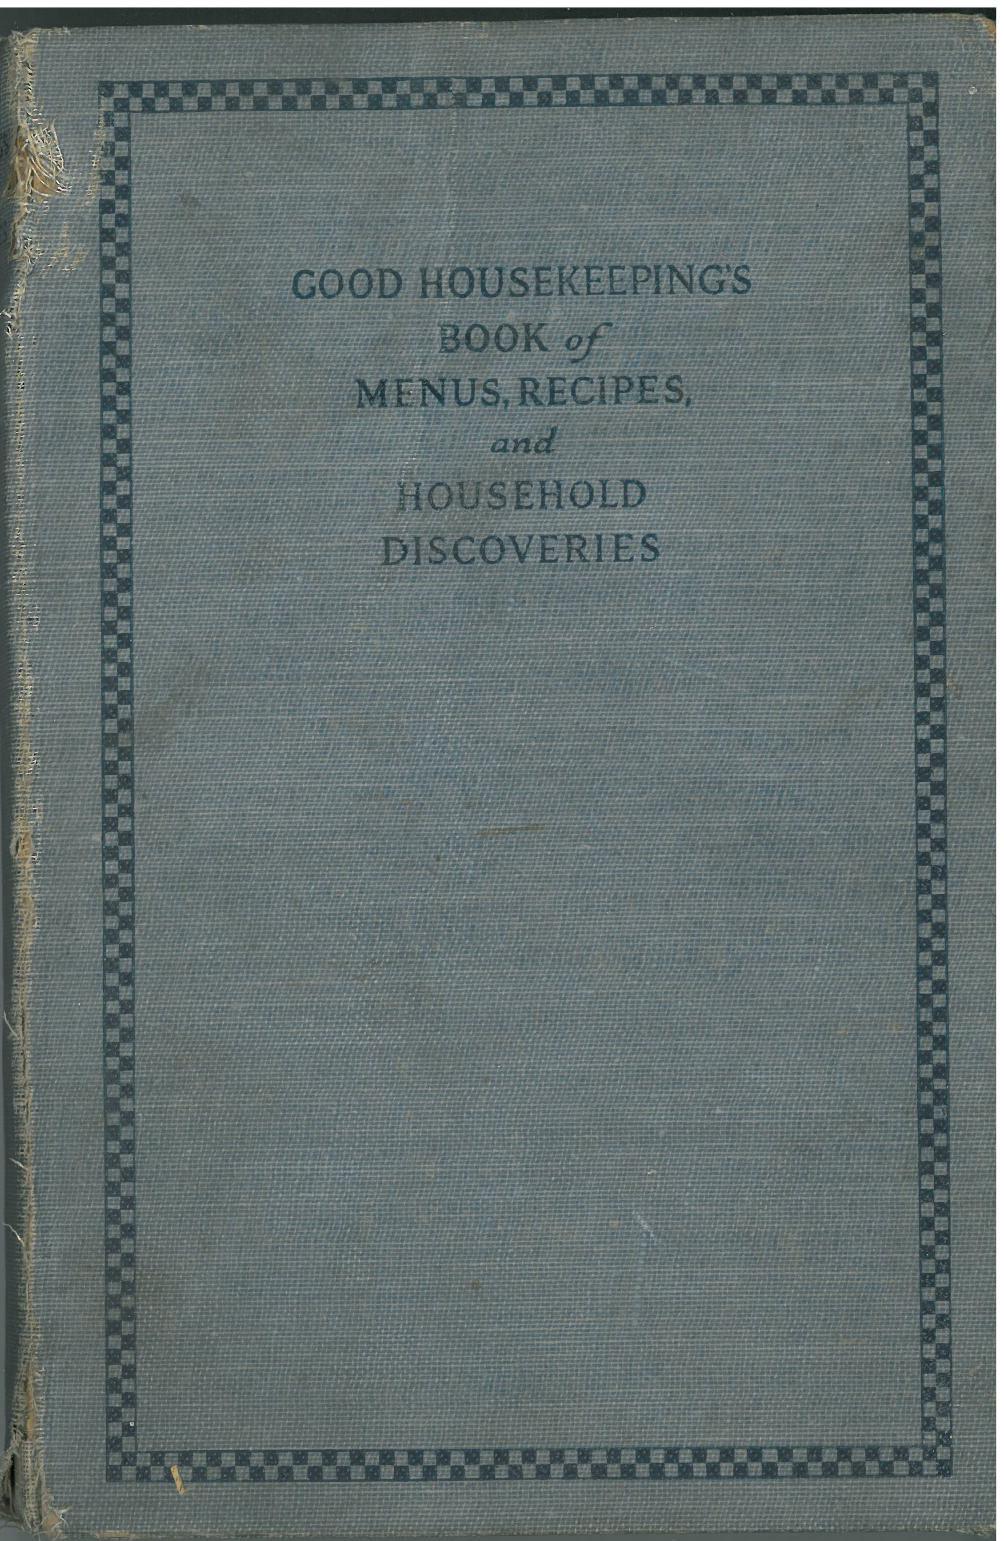 GOOD HOUSEKEEPING'S
BOOK of
MENUS, RECIPES,
and
HOUSEHOLD
DISCOVERIES